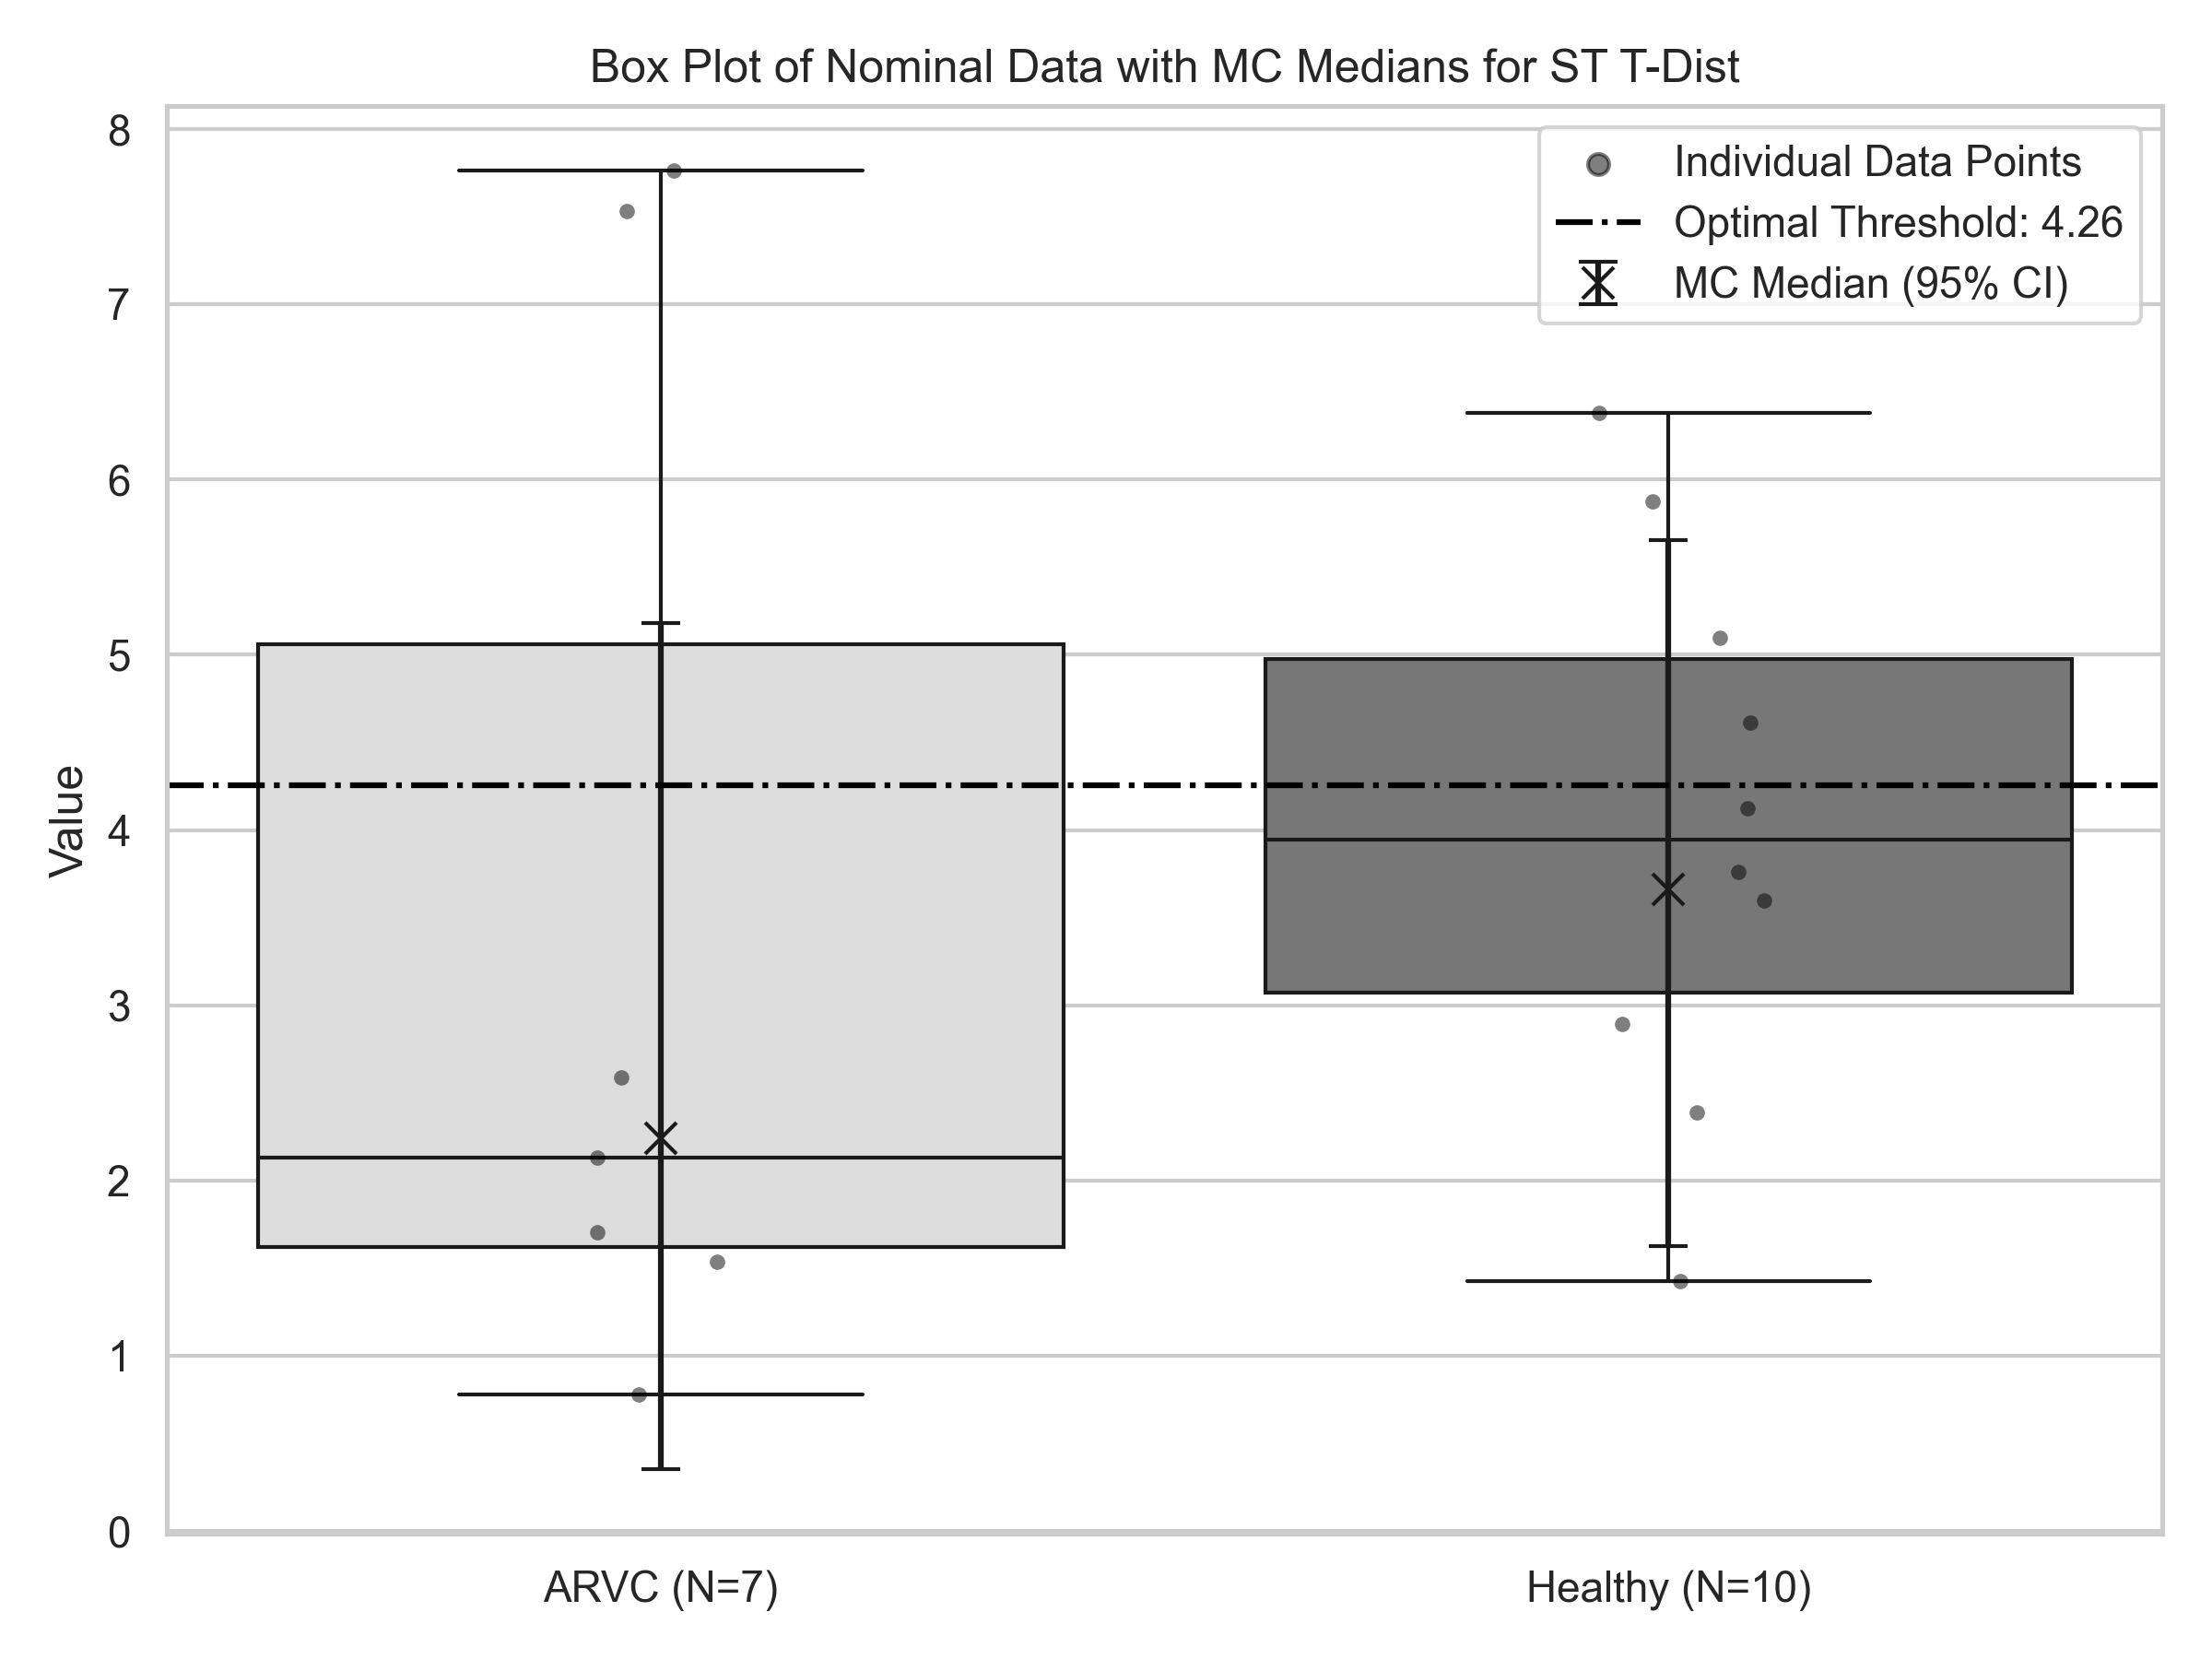 Box Plot of Nominal Data with MC Medians for ST T-Dist
8
7
6
5
4
3
2
1
0
Value
Individual Data Points
Optimal Threshold: 4.26
MC Median (95% CI)
ARVC (N=7)
Healthy (N=10)